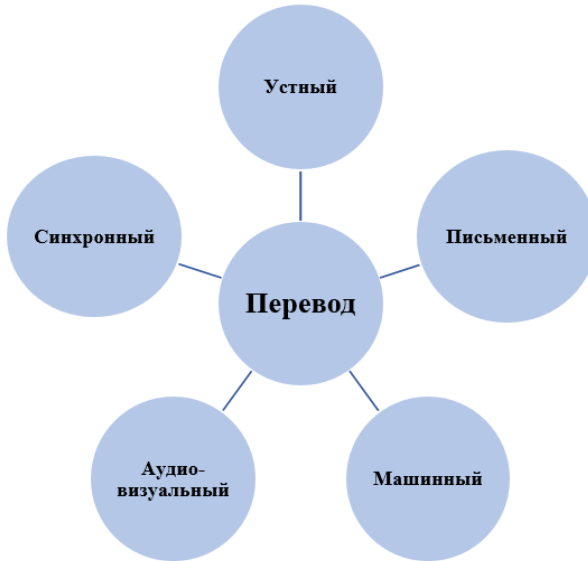 Устный
Синхронный
Письменный
Перевод
Аудио-
визуальный
Машинный